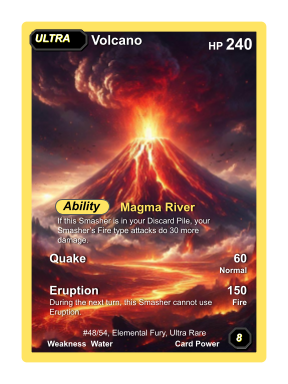 ULTRA Volcano HP 240
Ability Magma River
If this Smasher is in your Discard Pile, your
Smasher's Fire type attacks do 30 more
damage.
Quake 60
Normal
Eruption 150
During the next turn, this Smasher cannot use Fire
Eruption.
#48/54, Elemental Fury, Ultra Rare
Weakness Water Card Power 8